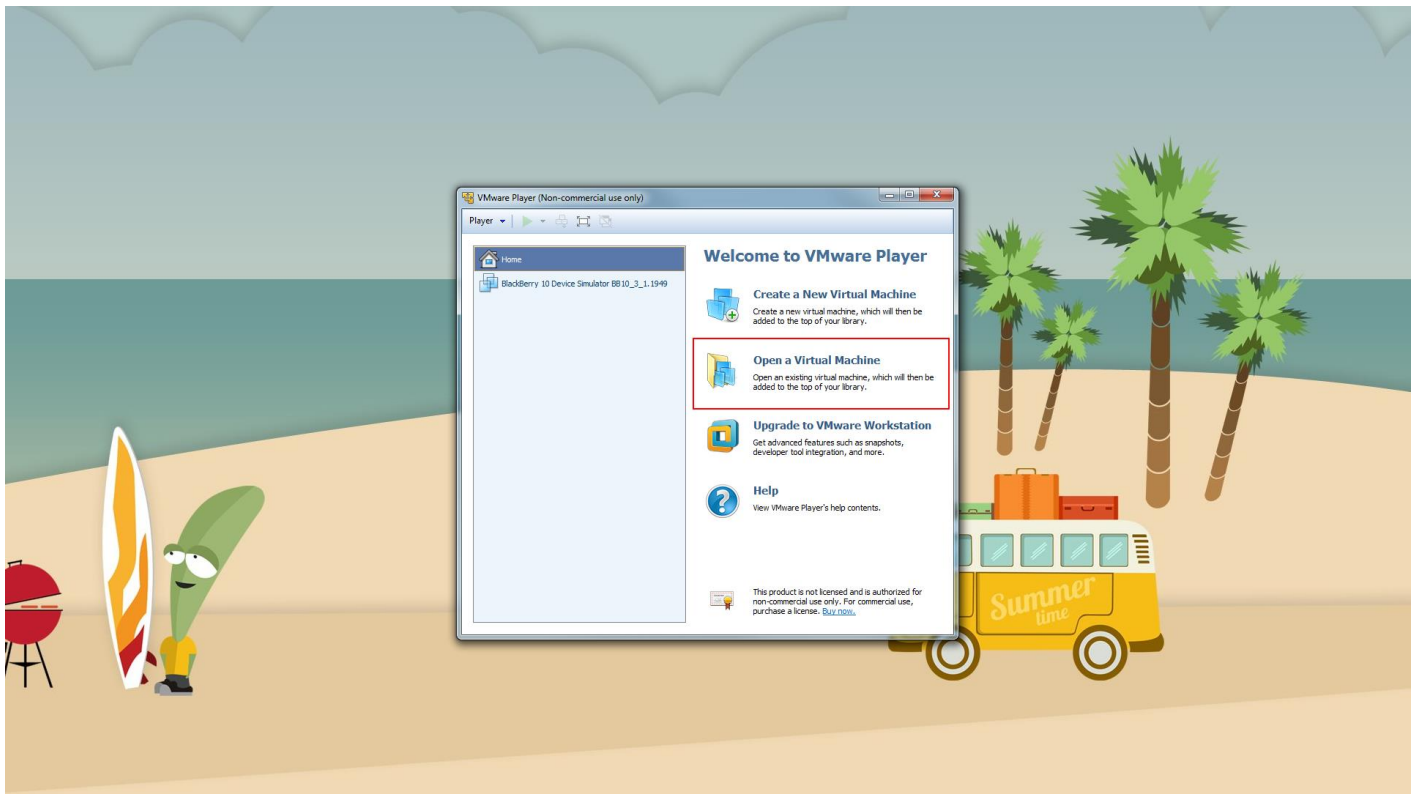 VMware Player (Non-commercial use only)
Player
Home
BlackBerry 10 Device Simulator BB10_3_1.1949
Welcome to VMware Player
Create a New Virtual Machine
Create a new virtual machine, which will then be
added to the top of your library.
Open a Virtual Machine
Open an existing virtual machine, which will then be
added to the top of your library.
Upgrade to VMware Workstation
Get advanced features such as snapshots,
developer tool integration, and more.
Help
View VMware Player's help contents.
This product is not licensed and is authorized for
non-commercial use only. For commercial use,
purchase a license. Buy now.
Summer
time